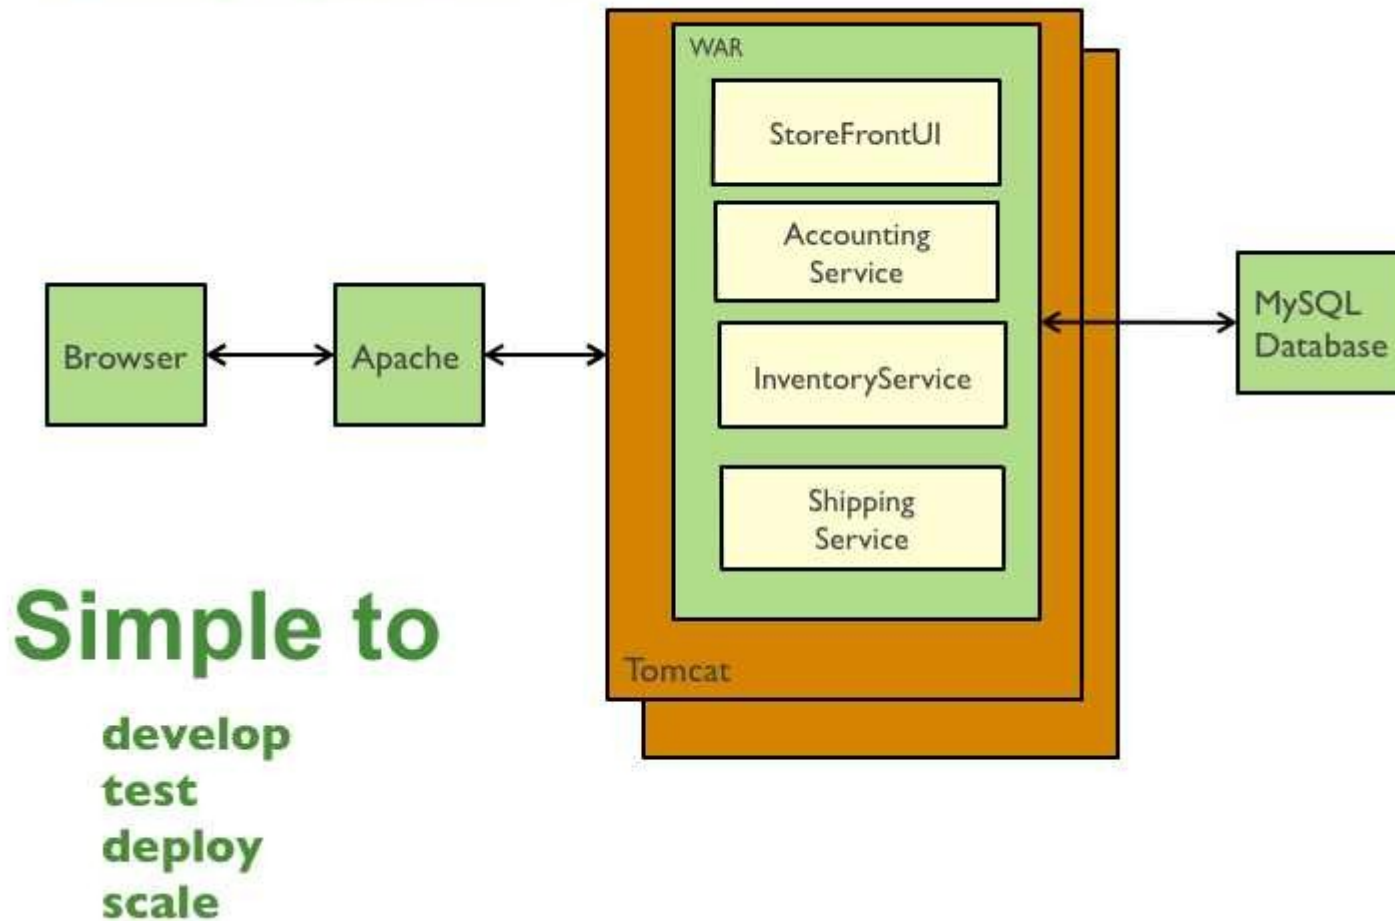 WAR
StoreFrontUI
Accounting
Service
InventoryService
Shipping
Service
Tomcat
Browser
Apache
MySQL
Database
Simple to
develop
test
deploy
scale